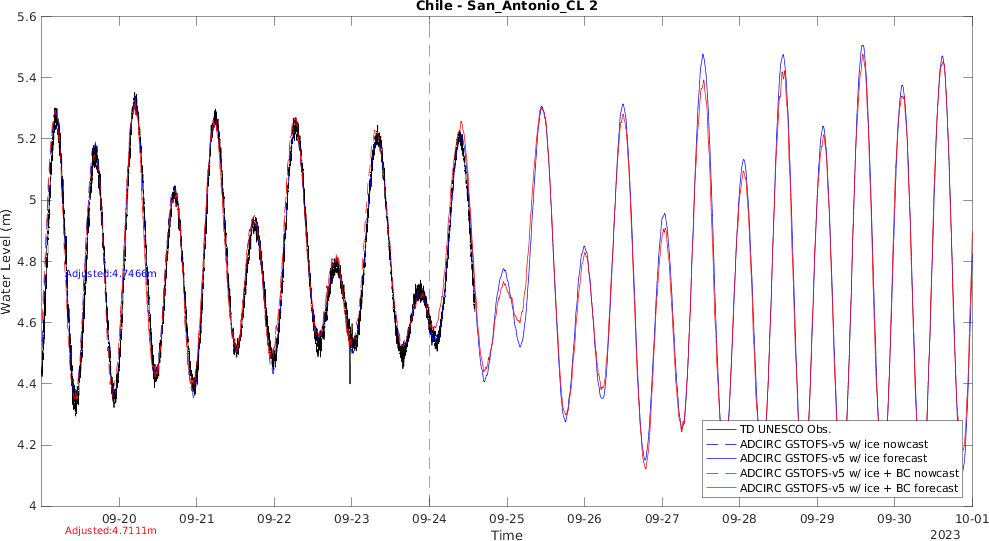 Chile - San_Antonio_CL 2
5.6
5.4
5.2
5
4.8
4.6
4.4
4.2
4
Water Level (m)
Adjusted:4.7466m
TD UNESCO Obs.
ADCIRC GSTOFS-v5 w/ ice nowcast
ADCIRC GSTOFS-v5 w/ ice forecast
ADCIRC GSTOFS-v5 w/ ice + BC nowcast
ADCIRC GSTOFS-v5 w/ ice + BC forecast
09-20 09-21 09-22 09-23 09-24 09-25 09-26 09-27 09-28 09-29 09-30 10-01
Adjusted:4.7111m
Time
2023